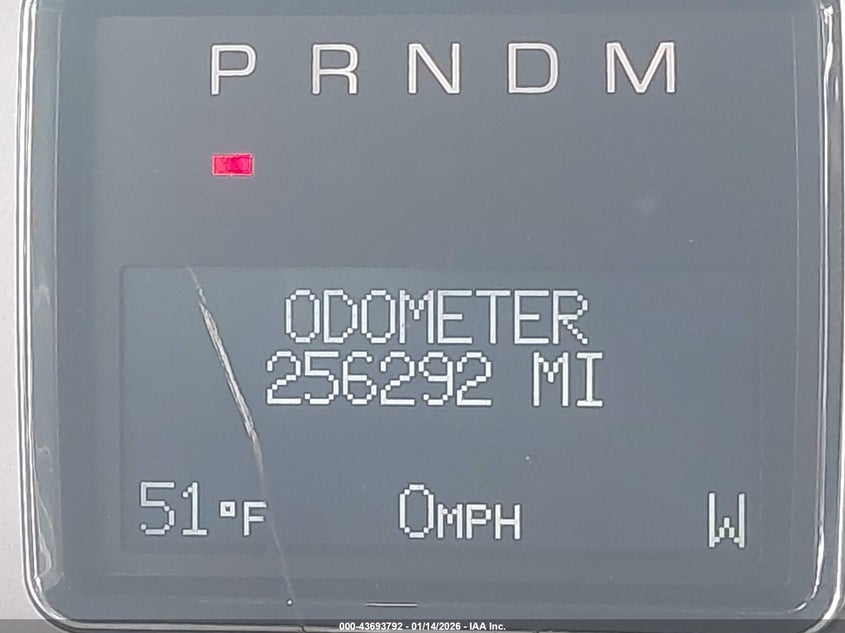 P R N D M
ODOMETER
256292 MI
51°F 0MPH W
000-43693792 - 01/14/2026 - IAA Inc.